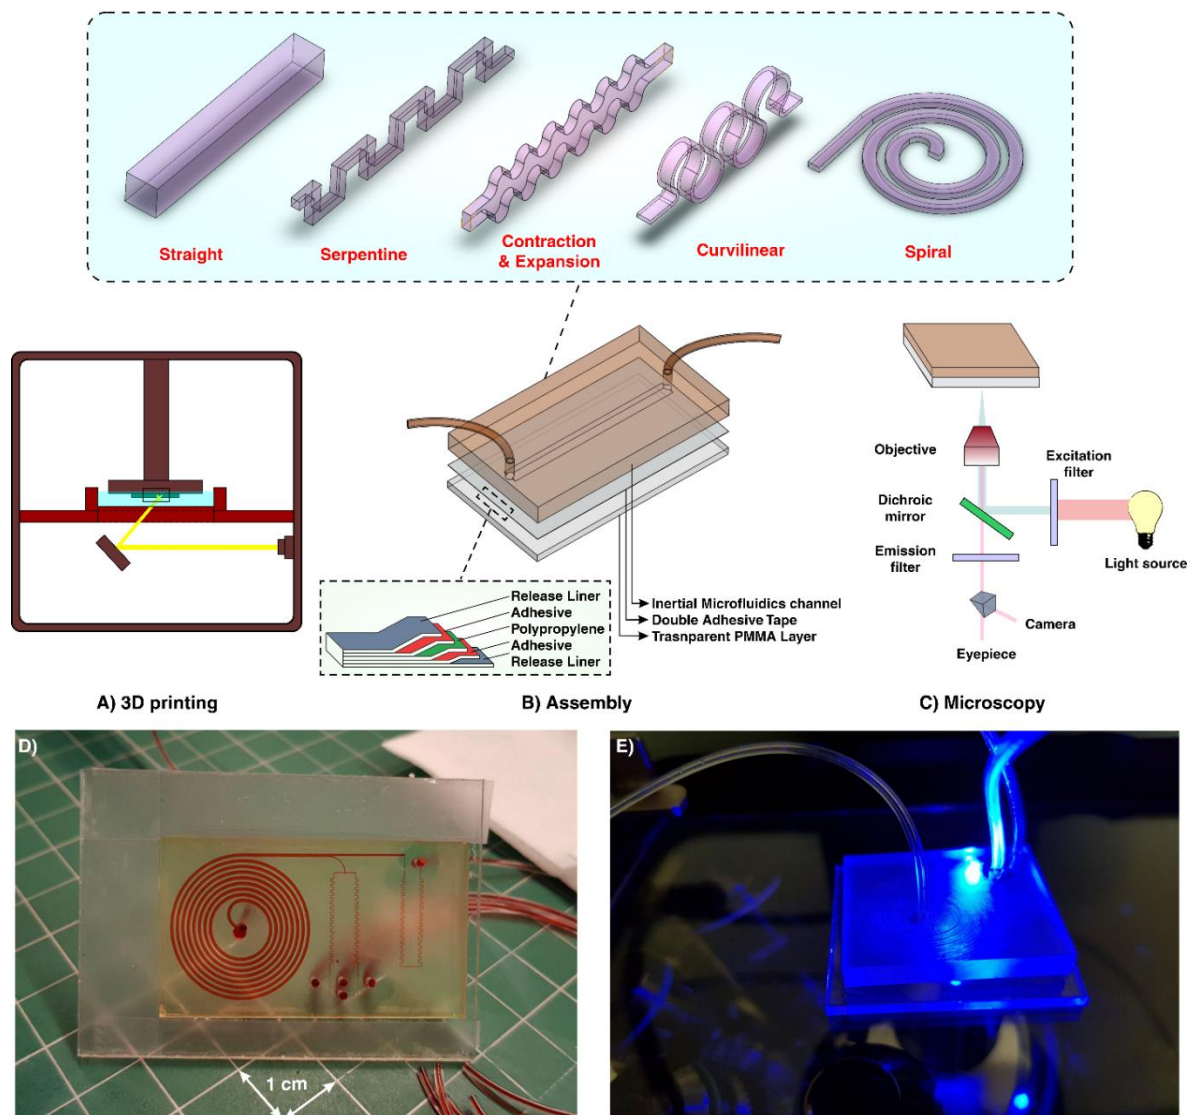 Straight
Serpentine
Contraction
& Expansion
Curvilinear
Spiral
Release Liner
Adhesive
Polypropylene
Adhesive
Release Liner
Inertial Microfluidics channel
Double Adhesive Tape
Trasnparent PMMA Layer
Objective
Excitation
filter
Dichroic
mirror
Emission
filter
Light source
Camera
Eyepiece
A) 3D printing
B) Assembly
C) Microscopy
D)
1 cm
E)